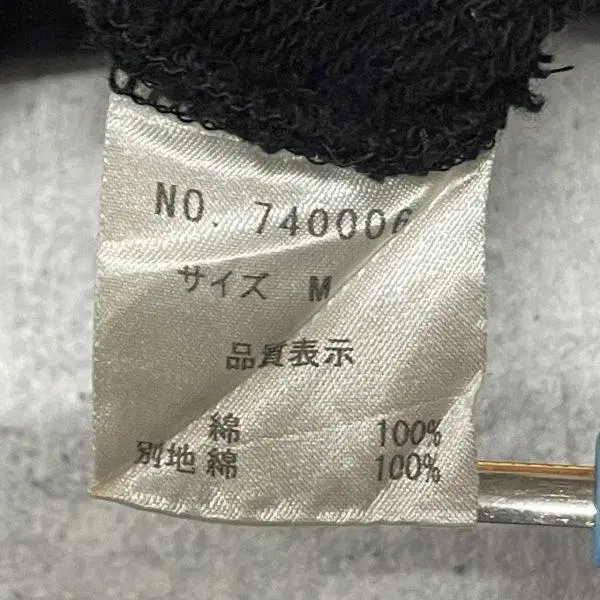 NO. 740006
サイズ M
品質表示
綿 100%
別地 綿 100%